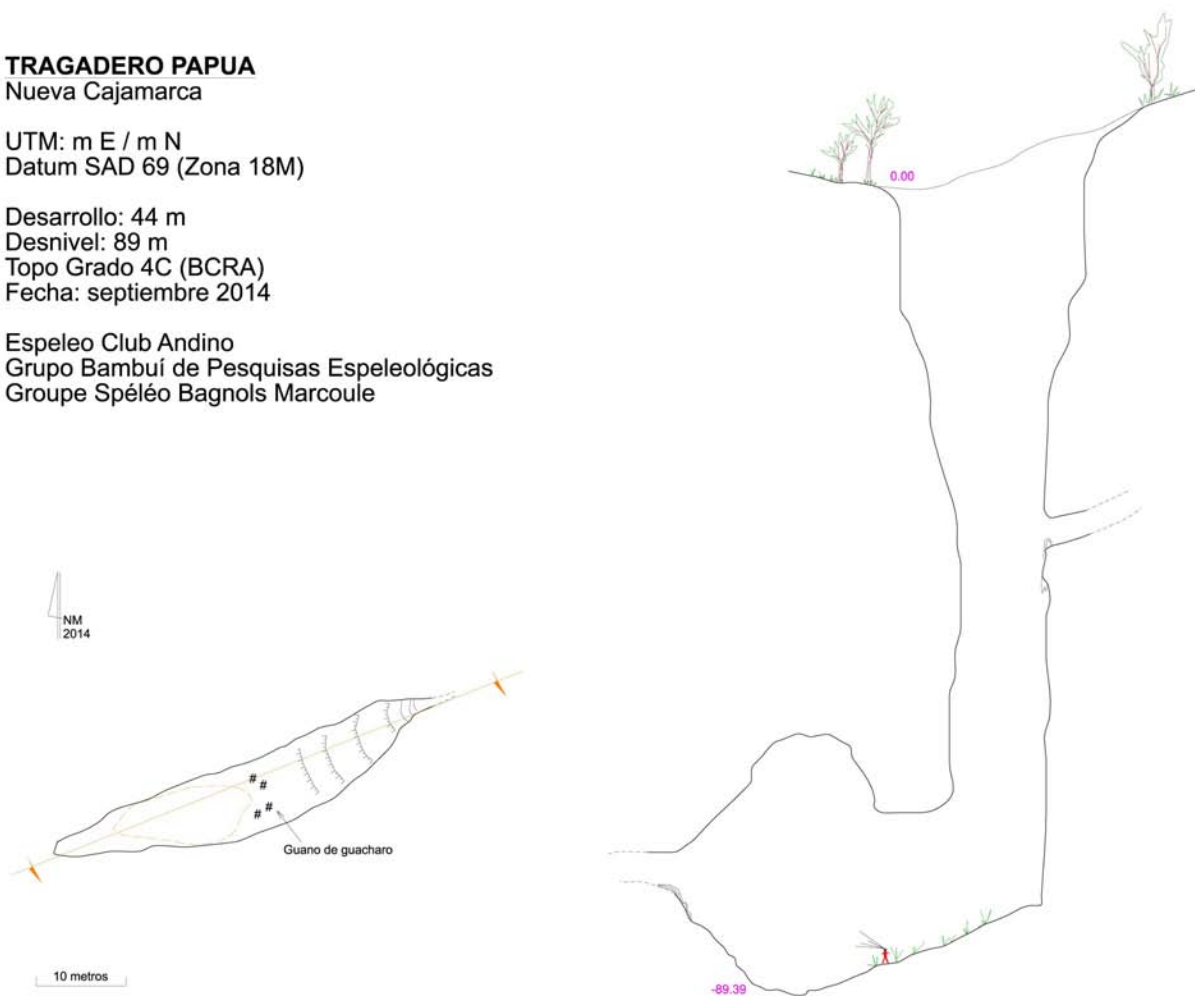 TRAGADERO PAPUA
Nueva Cajamarca
UTM: m E / m N
Datum SAD 69 (Zona 18M)
Desarrollo: 44 m
Desnivel: 89 m
Topo Grado 4C (BCRA)
Fecha: septiembre 2014
Espeleo Club Andino
Grupo Bambuí de Pesquisas Espeleológicas
Groupe Spéléo Bagnols Marcoule
0.00
NM
2014
# #
# #
Guano de guacharo
10 metros
-89.39